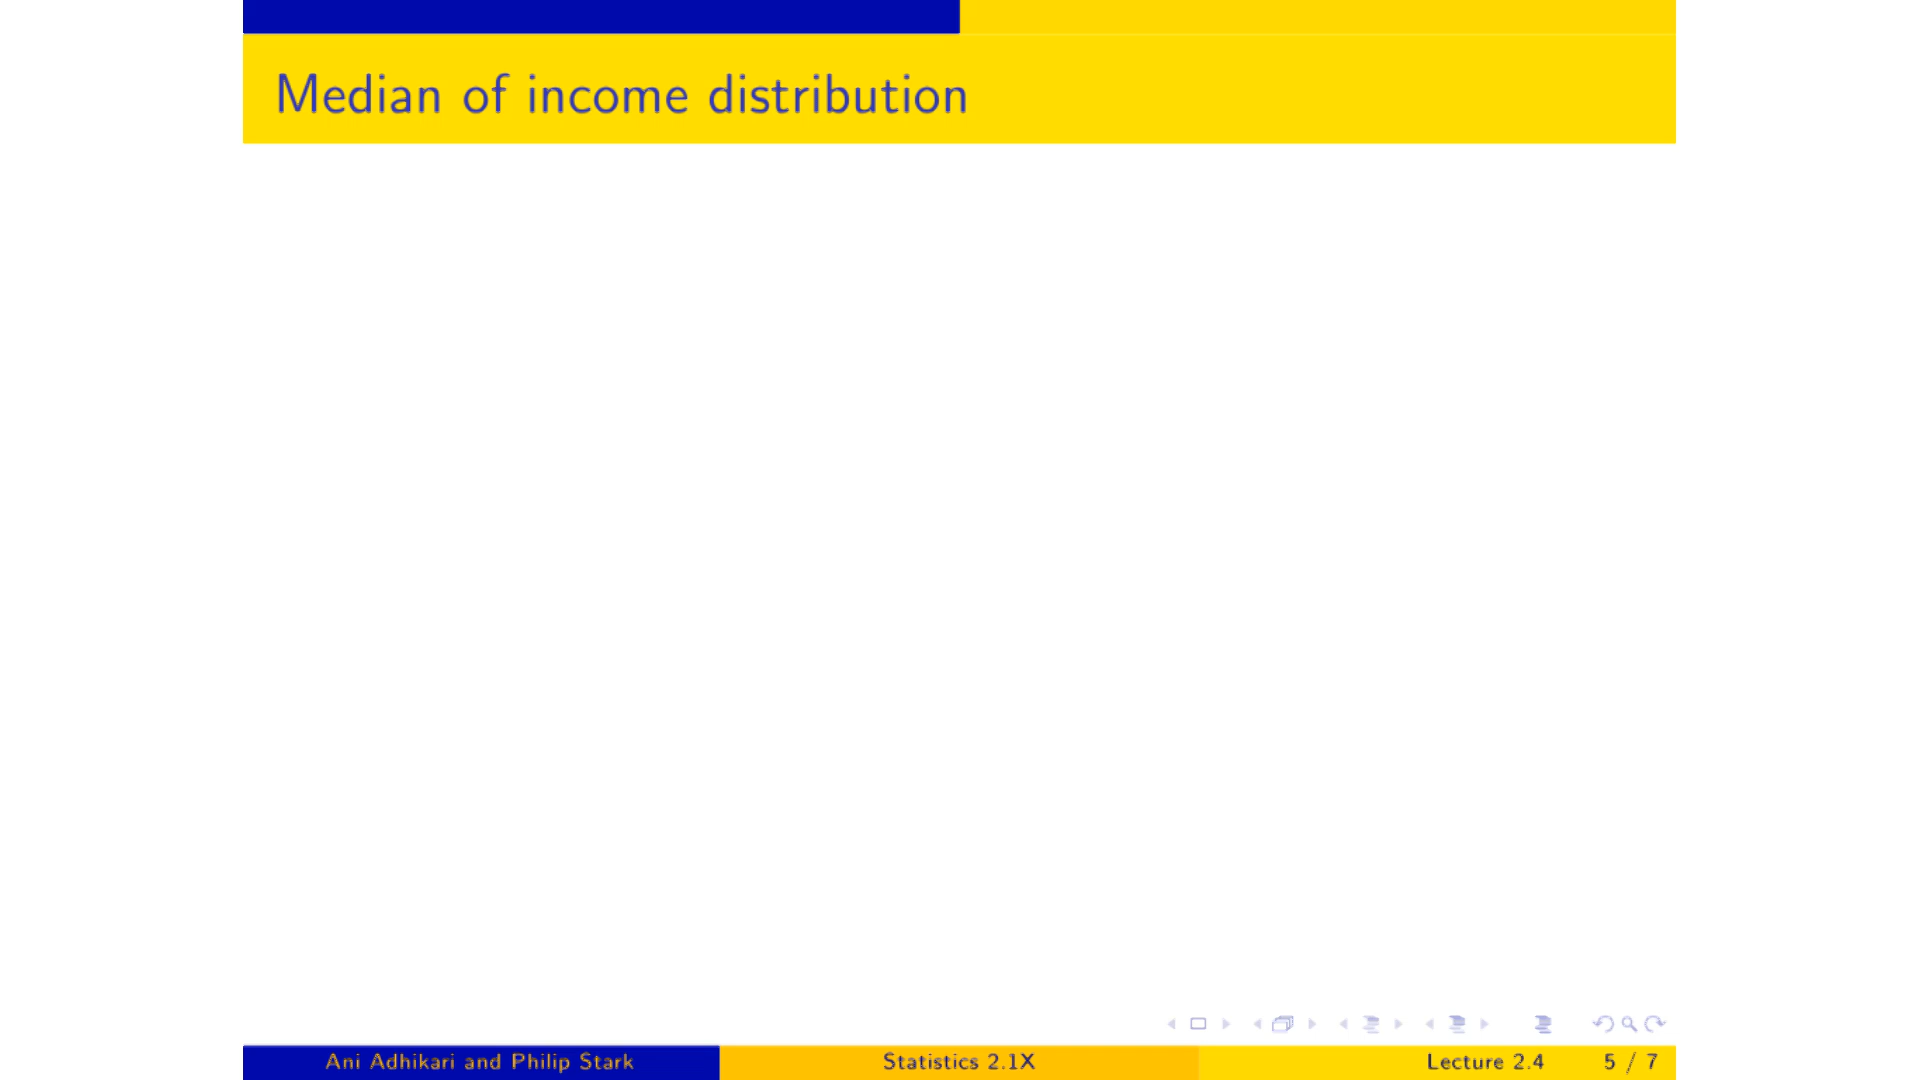 Median of income distribution
Ani Adhikari and Philip Stark
Statistics 2.1X
Lecture 2.4
5 / 7